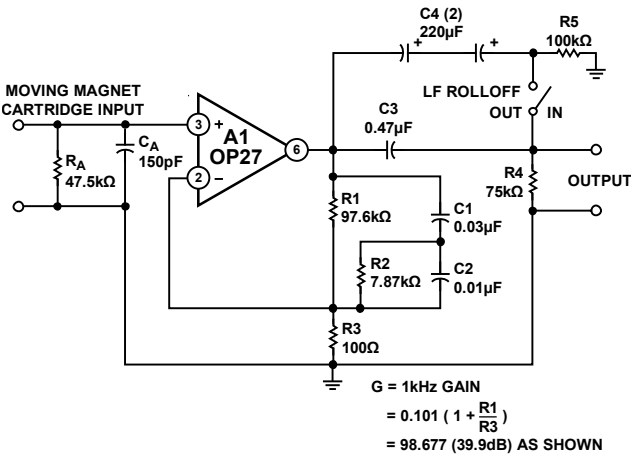 C4 (2)
220µF
+
+
R5
100kΩ
MOVING MAGNET
CARTRIDGE INPUT
LF ROLLOFF
OUT
IN
C3
0.47µF
3
+
A1
OP27
6
2
–
RA
47.5kΩ
CA
150pF
R4
75kΩ
OUTPUT
R1
97.6kΩ
C1
0.03µF
R2
7.87kΩ
C2
0.01µF
R3
100Ω
G = 1kHz GAIN
= 0.101 ( 1 + R1/R3 )
= 98.677 (39.9dB) AS SHOWN